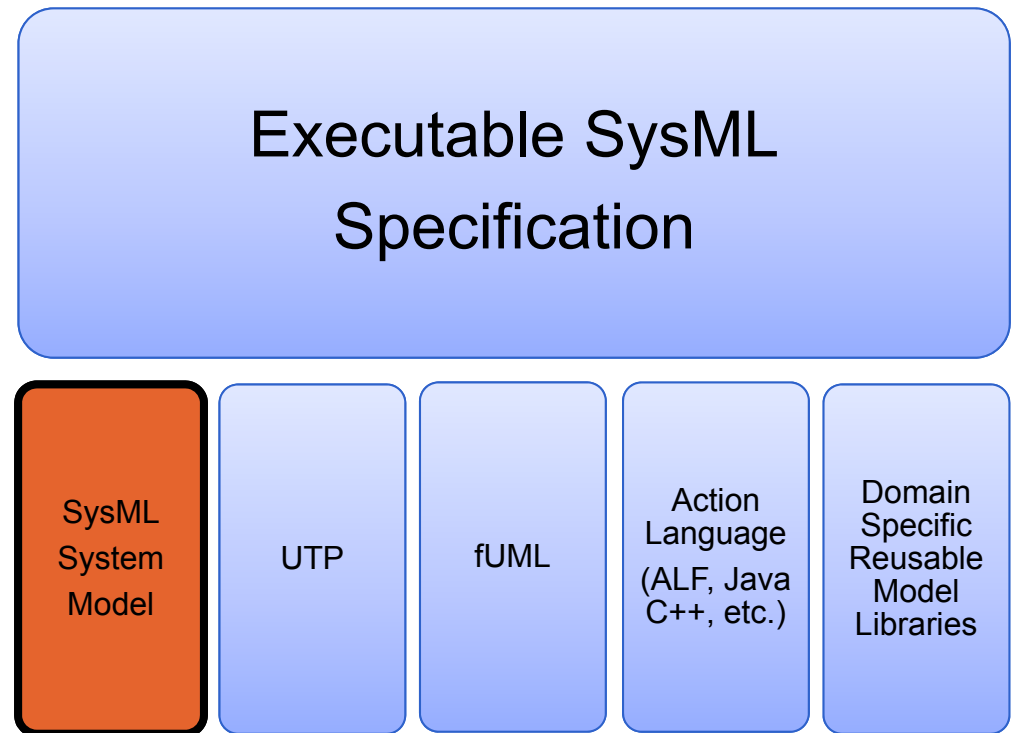 Executable SysML
Specification
SysML
System
Model
UTP
fUML
Action
Language
(ALF, Java
C++, etc.)
Domain
Specific
Reusable
Model
Libraries